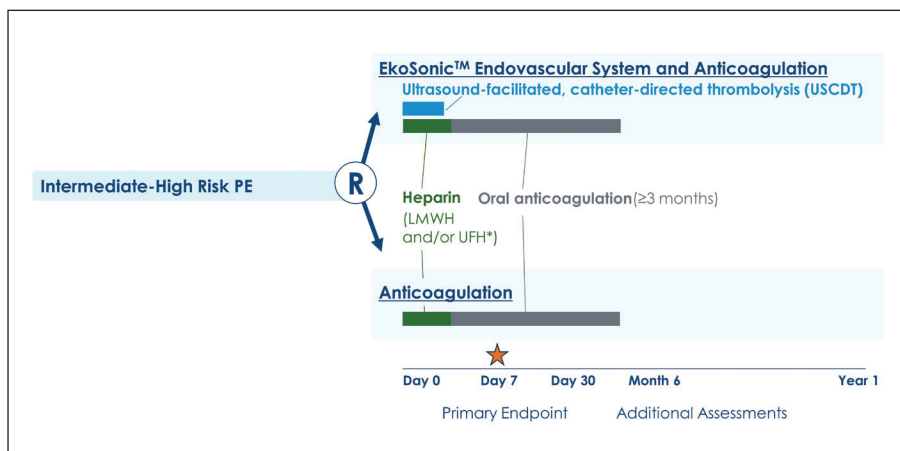 EkoSonic™ Endovascular System and Anticoagulation
Ultrasound-facilitated, catheter-directed thrombolysis (USCDT)
Intermediate-High Risk PE
R
Heparin
(LMWH
and/or UFH*)
Oral anticoagulation(≥3 months)
Anticoagulation
Day 0 Day 7 Day 30 Month 6 Year 1
Primary Endpoint Additional Assessments